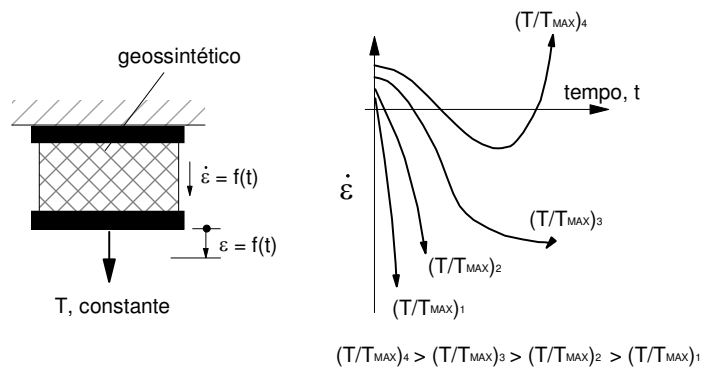 geossintético
ε̇ = f(t)
ε = f(t)
T, constante
(T/TMAX)4
tempo, t
ε̇
(T/TMAX)3
(T/TMAX)2
(T/TMAX)1
(T/TMAX)4 > (T/TMAX)3 > (T/TMAX)2 > (T/TMAX)1